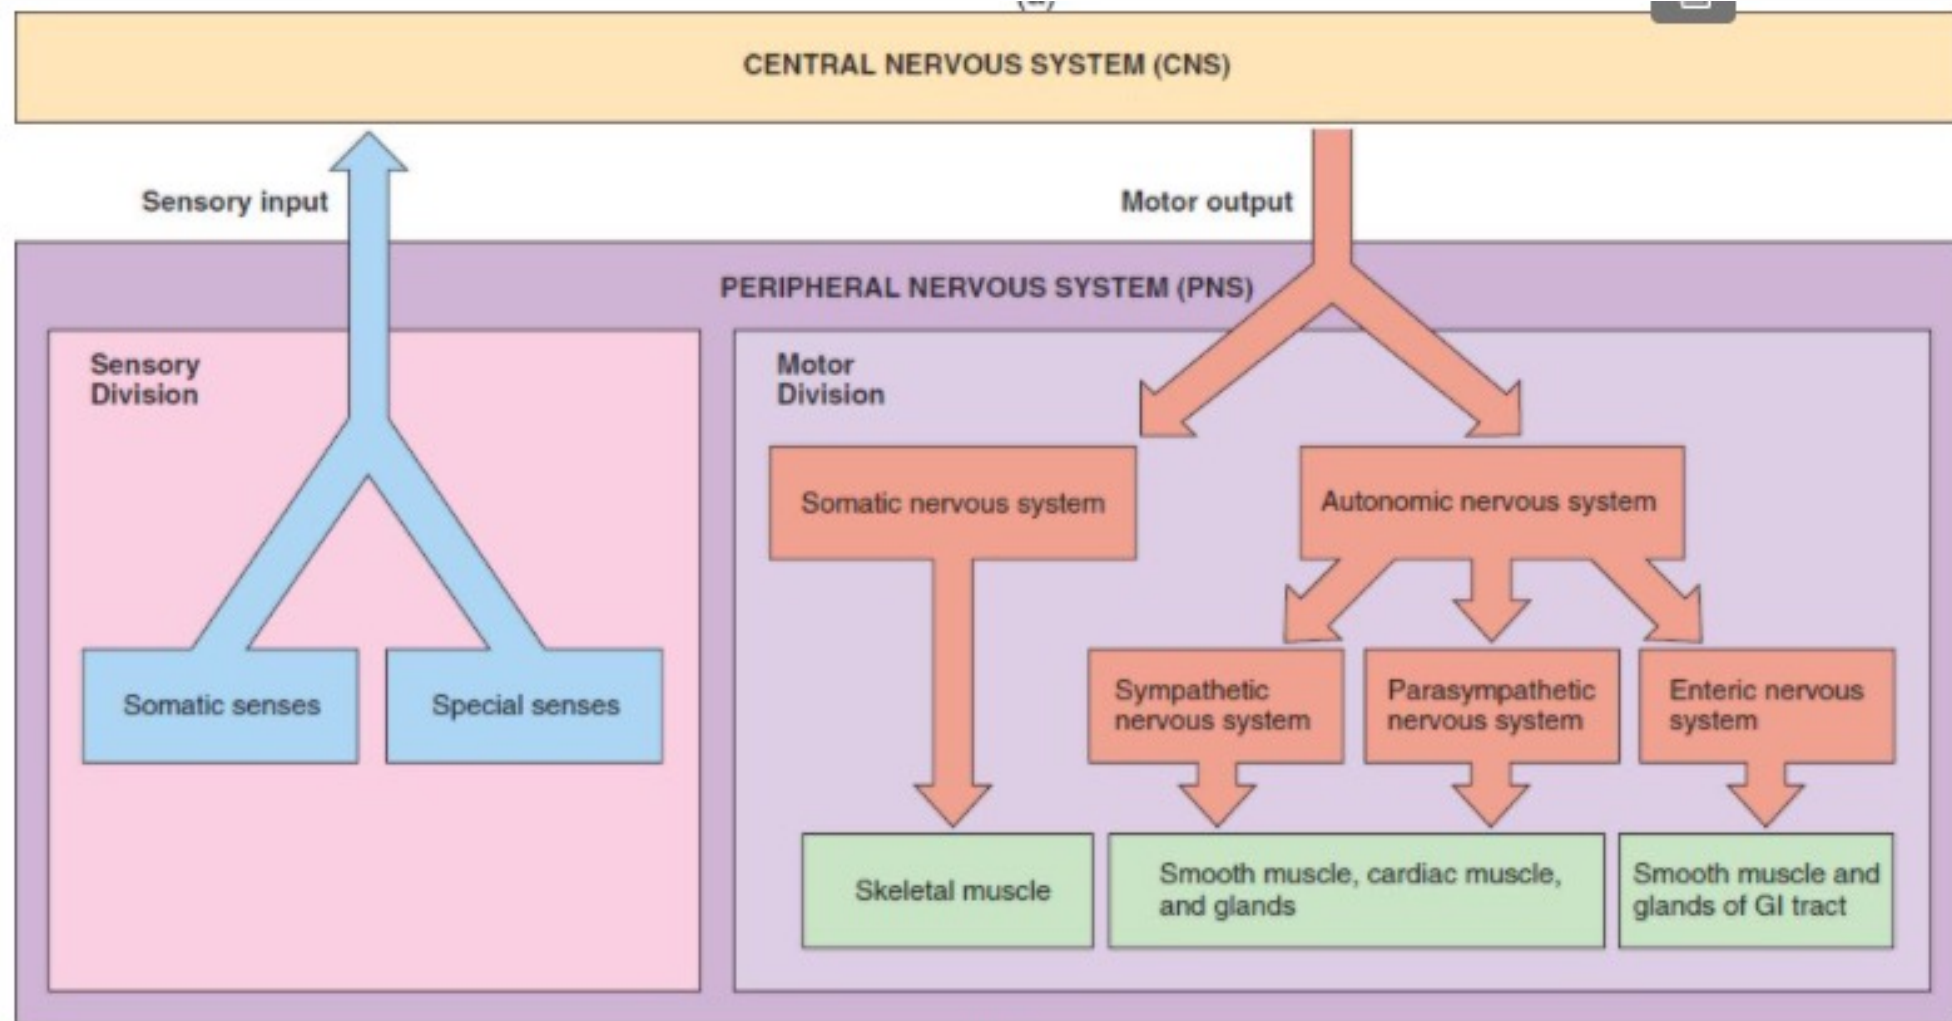 CENTRAL NERVOUS SYSTEM (CNS)
Sensory input
Motor output
PERIPHERAL NERVOUS SYSTEM (PNS)
Sensory
Division
Motor
Division
Somatic nervous system
Autonomic nervous system
Somatic senses
Special senses
Sympathetic
nervous system
Parasympathetic
nervous system
Enteric nervous
system
Skeletal muscle
Smooth muscle, cardiac muscle,
and glands
Smooth muscle and
glands of GI tract